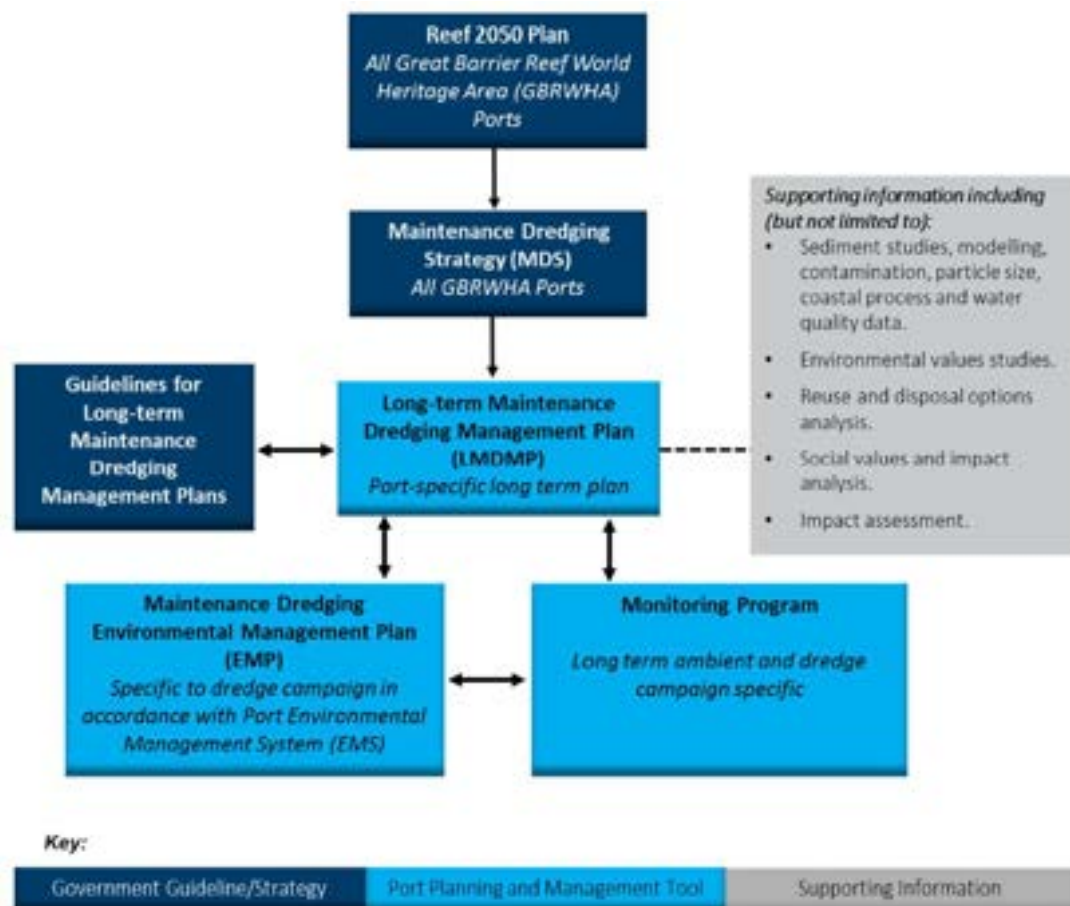 Reef 2050 Plan
All Great Barrier Reef World
Heritage Area (GBRWHA)
Ports
Maintenance Dredging
Strategy (MDS)
All GBRWHA Ports
Supporting information including
(but not limited to):
• Sediment studies, modelling,
contamination, particle size,
coastal process and water
quality data.
• Environmental values studies.
• Reuse and disposal options
analysis.
• Social values and impact
analysis.
• Impact assessment.
Guidelines for
Long-term
Maintenance
Dredging
Management Plans
Long-term Maintenance
Dredging Management Plan
(LMDMP)
Port-specific long term plan
Maintenance Dredging
Environmental Management Plan
(EMP)
Specific to dredge campaign in
accordance with Port Environmental
Management System (EMS)
Monitoring Program
Long term ambient and dredge
campaign specific
Key:
Government Guideline/Strategy
Port Planning and Management Tool
Supporting Information